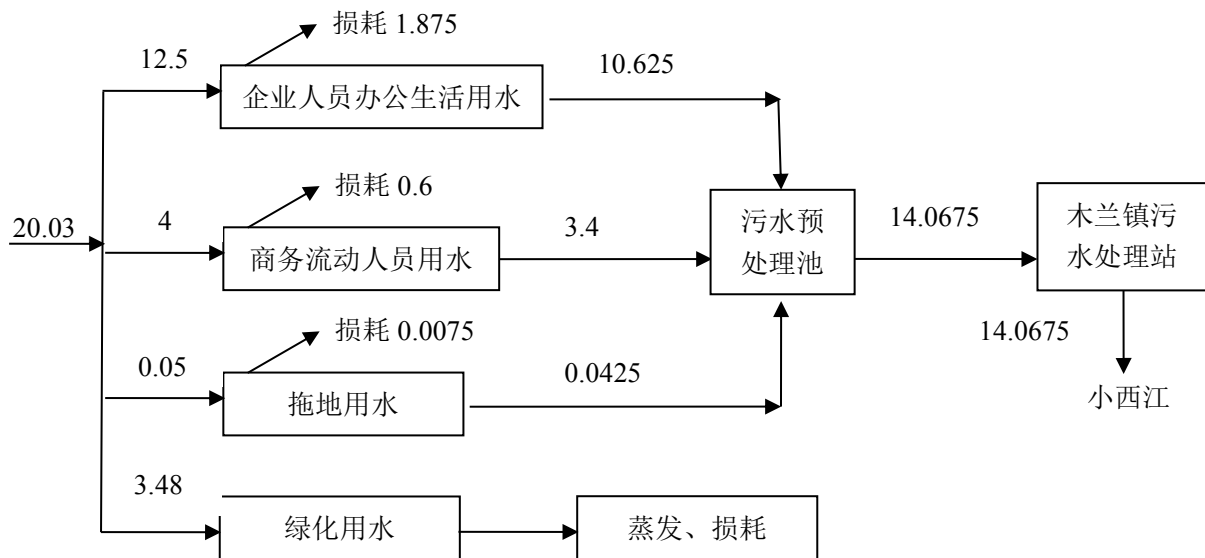 损耗 1.875
12.5
企业人员办公生活用水
10.625
损耗 0.6
20.03
4
商务流动人员用水
3.4
污水预
处理池
14.0675
木兰镇污
水处理站
损耗 0.0075
0.05
拖地用水
0.0425
14.0675
小西江
3.48
绿化用水
蒸发、损耗